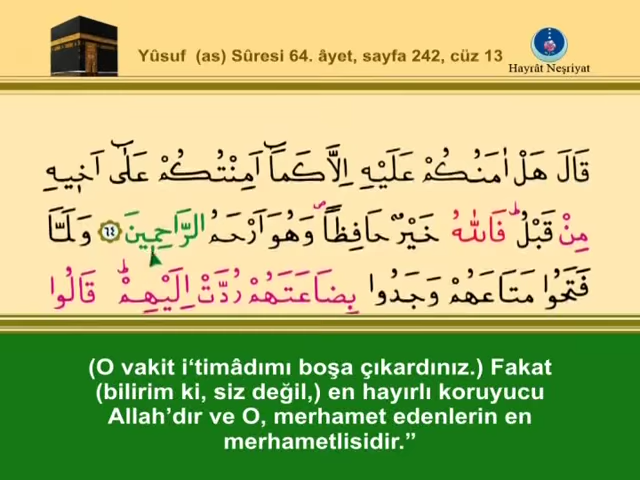 Yûsuf (as) Sûresi 64. âyet, sayfa 242, cüz 13
Hayrât Neşriyat
قَالَ هَلْ اٰمَنُكُمْ عَلَيْهِ اِلَّا كَمَٓا اَمِنْتُكُمْ عَلٰٓى اَخ۪يهِ
مِنْ قَبْلُۜ فَاللّٰهُ خَيْرٌ حَافِظًاۖ وَهُوَ اَرْحَمُ الرَّاحِم۪ينَ ﴿٦٤﴾ وَلَمَّا
فَتَحُوا مَتَاعَهُمْ وَجَدُوا بِضَاعَتَهُمْ رُدَّتْ اِلَيْهِمْۜ قَالُوا
(O vakit i‘timâdımı boşa çıkardınız.) Fakat
(bilirim ki, siz değil,) en hayırlı koruyucu
Allah’dır ve O, merhamet edenlerin en
merhametlisidir.”